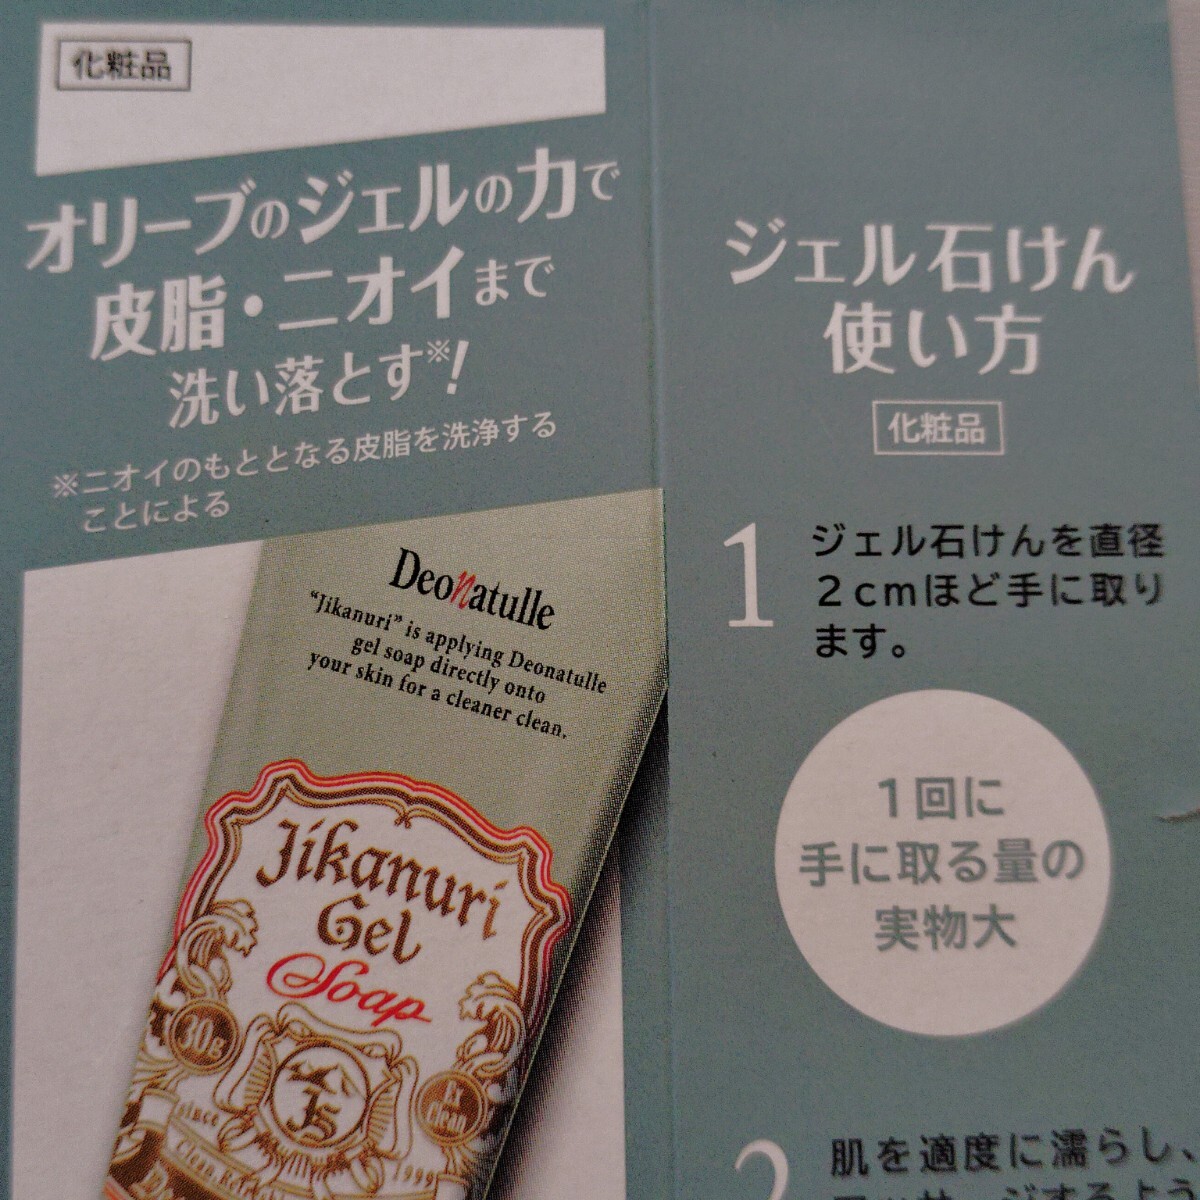 化粧品
オリーブのジェルの力で
皮脂・ニオイまで
洗い落とす※!
※ニオイのもととなる皮脂を洗浄する
ことによる
Deonatulle
"Jikanuri" is applying Deonatulle
gel soap directly onto
your skin for a cleaner clean.
Jikanuri
Gel
Soap
30g
JS
Ex
Clean
since
1999
ジェル石けん
使い方
化粧品
1
ジェル石けんを直径
2cmほど手に取り
ます。
1回に
手に取る量の
実物大
2
肌を適度に濡らし、